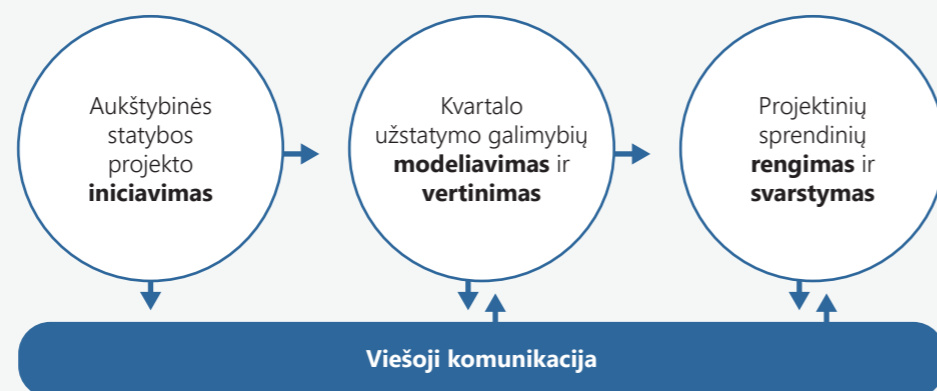 Aukštybinės
statybos
projekto
iniciavimas
Kvartalo
užstatymo galimybių
modeliavimas ir
vertinimas
Projektinių
sprendinių
rengimas ir
svarstymas
Viešoji komunikacija